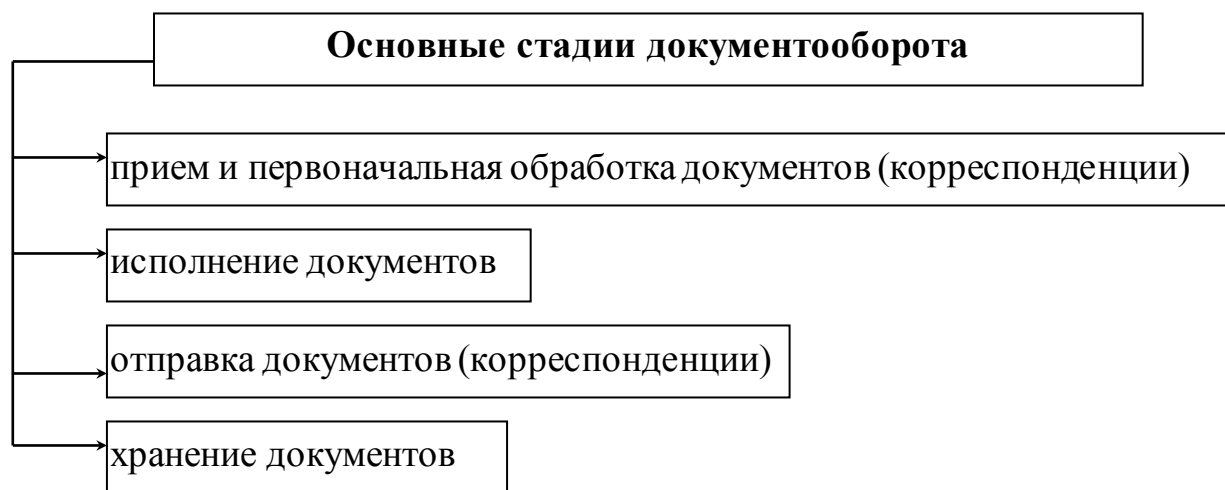 Основные стадии документооборота
прием и первоначальная обработка документов (корреспонденции)
исполнение документов
отправка документов (корреспонденции)
хранение документов